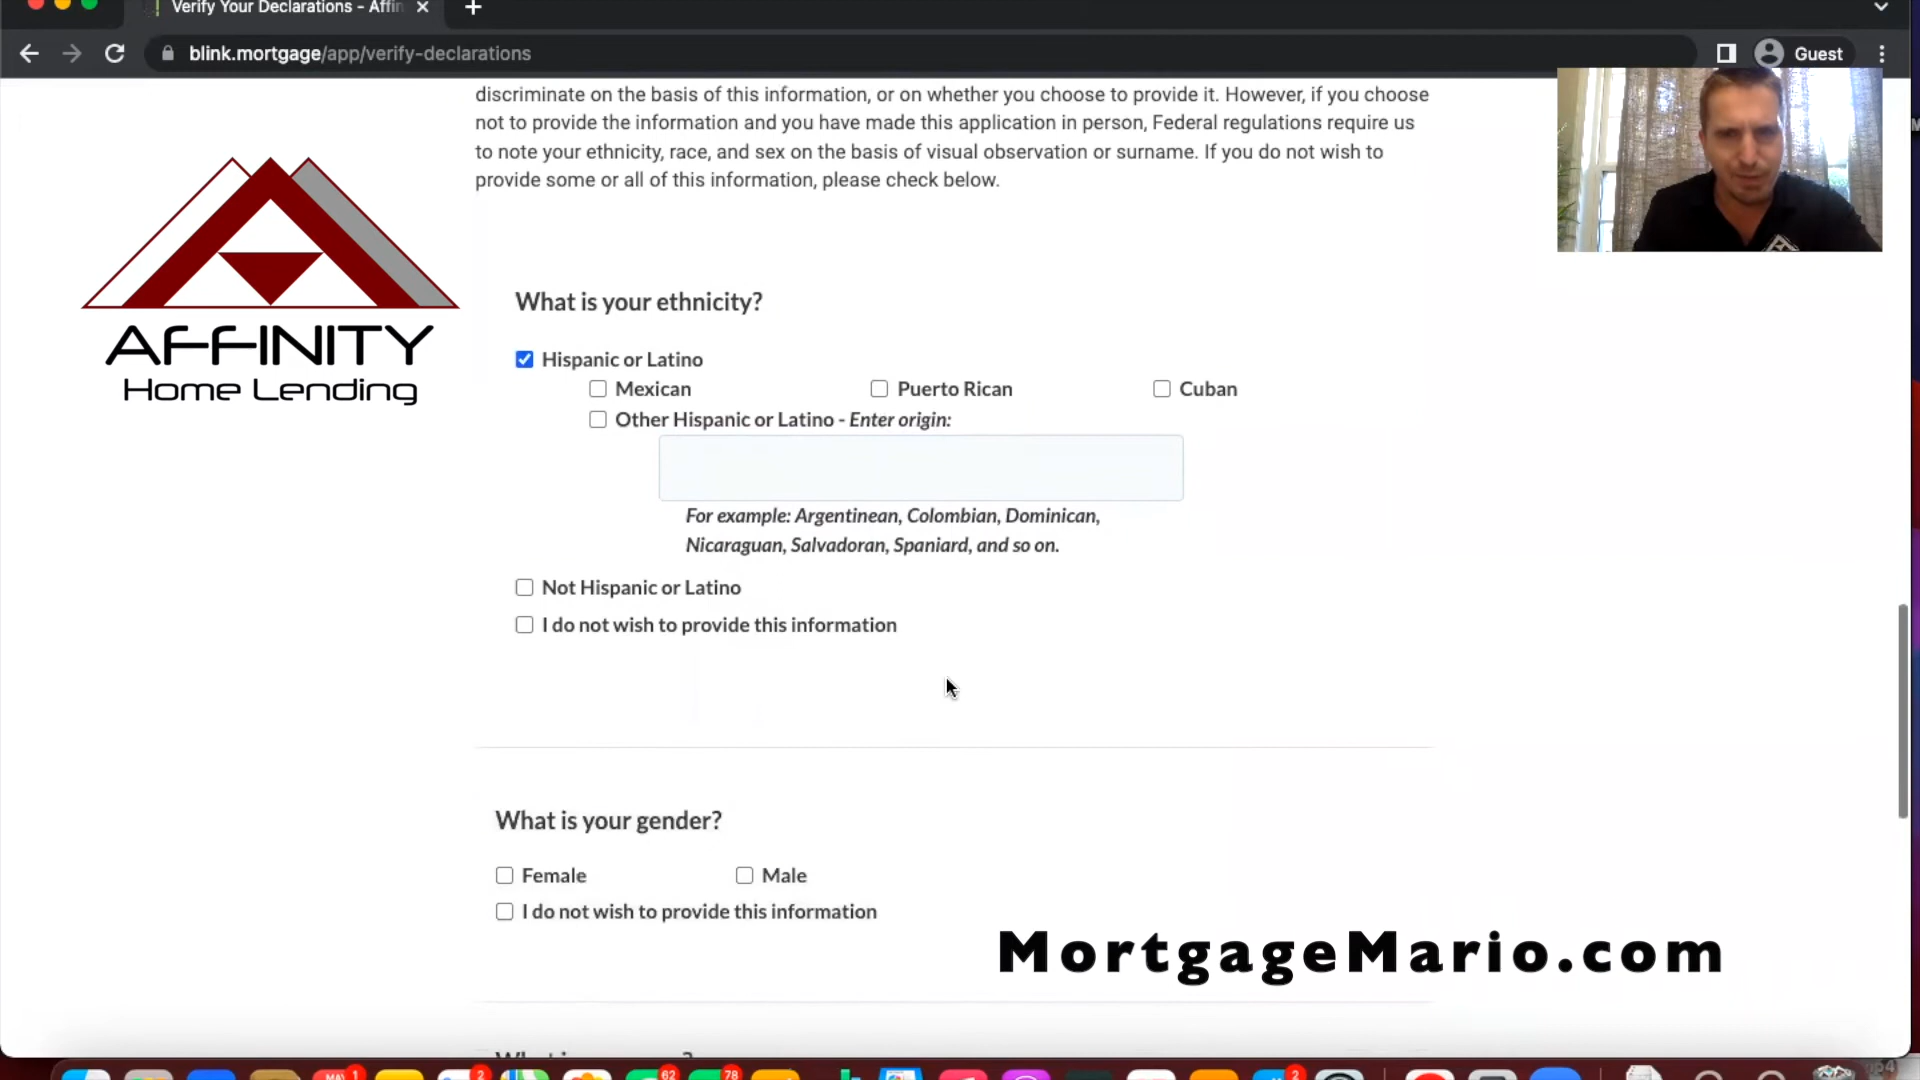 Verify Your Declarations - Affin
blink.mortgage/app/verify-declarations
Guest
discriminate on the basis of this information, or on whether you choose to provide it. However, if you choose
not to provide the information and you have made this application in person, Federal regulations require us
to note your ethnicity, race, and sex on the basis of visual observation or surname. If you do not wish to
provide some or all of this information, please check below.
AFFINITY
Home Lending
What is your ethnicity?
Hispanic or Latino
Mexican Puerto Rican Cuban
Other Hispanic or Latino - Enter origin:
For example: Argentinean, Colombian, Dominican,
Nicaraguan, Salvadoran, Spaniard, and so on.
Not Hispanic or Latino
I do not wish to provide this information
What is your gender?
Female Male
I do not wish to provide this information
MortgageMario.com
MAY 1 2 62 78 2